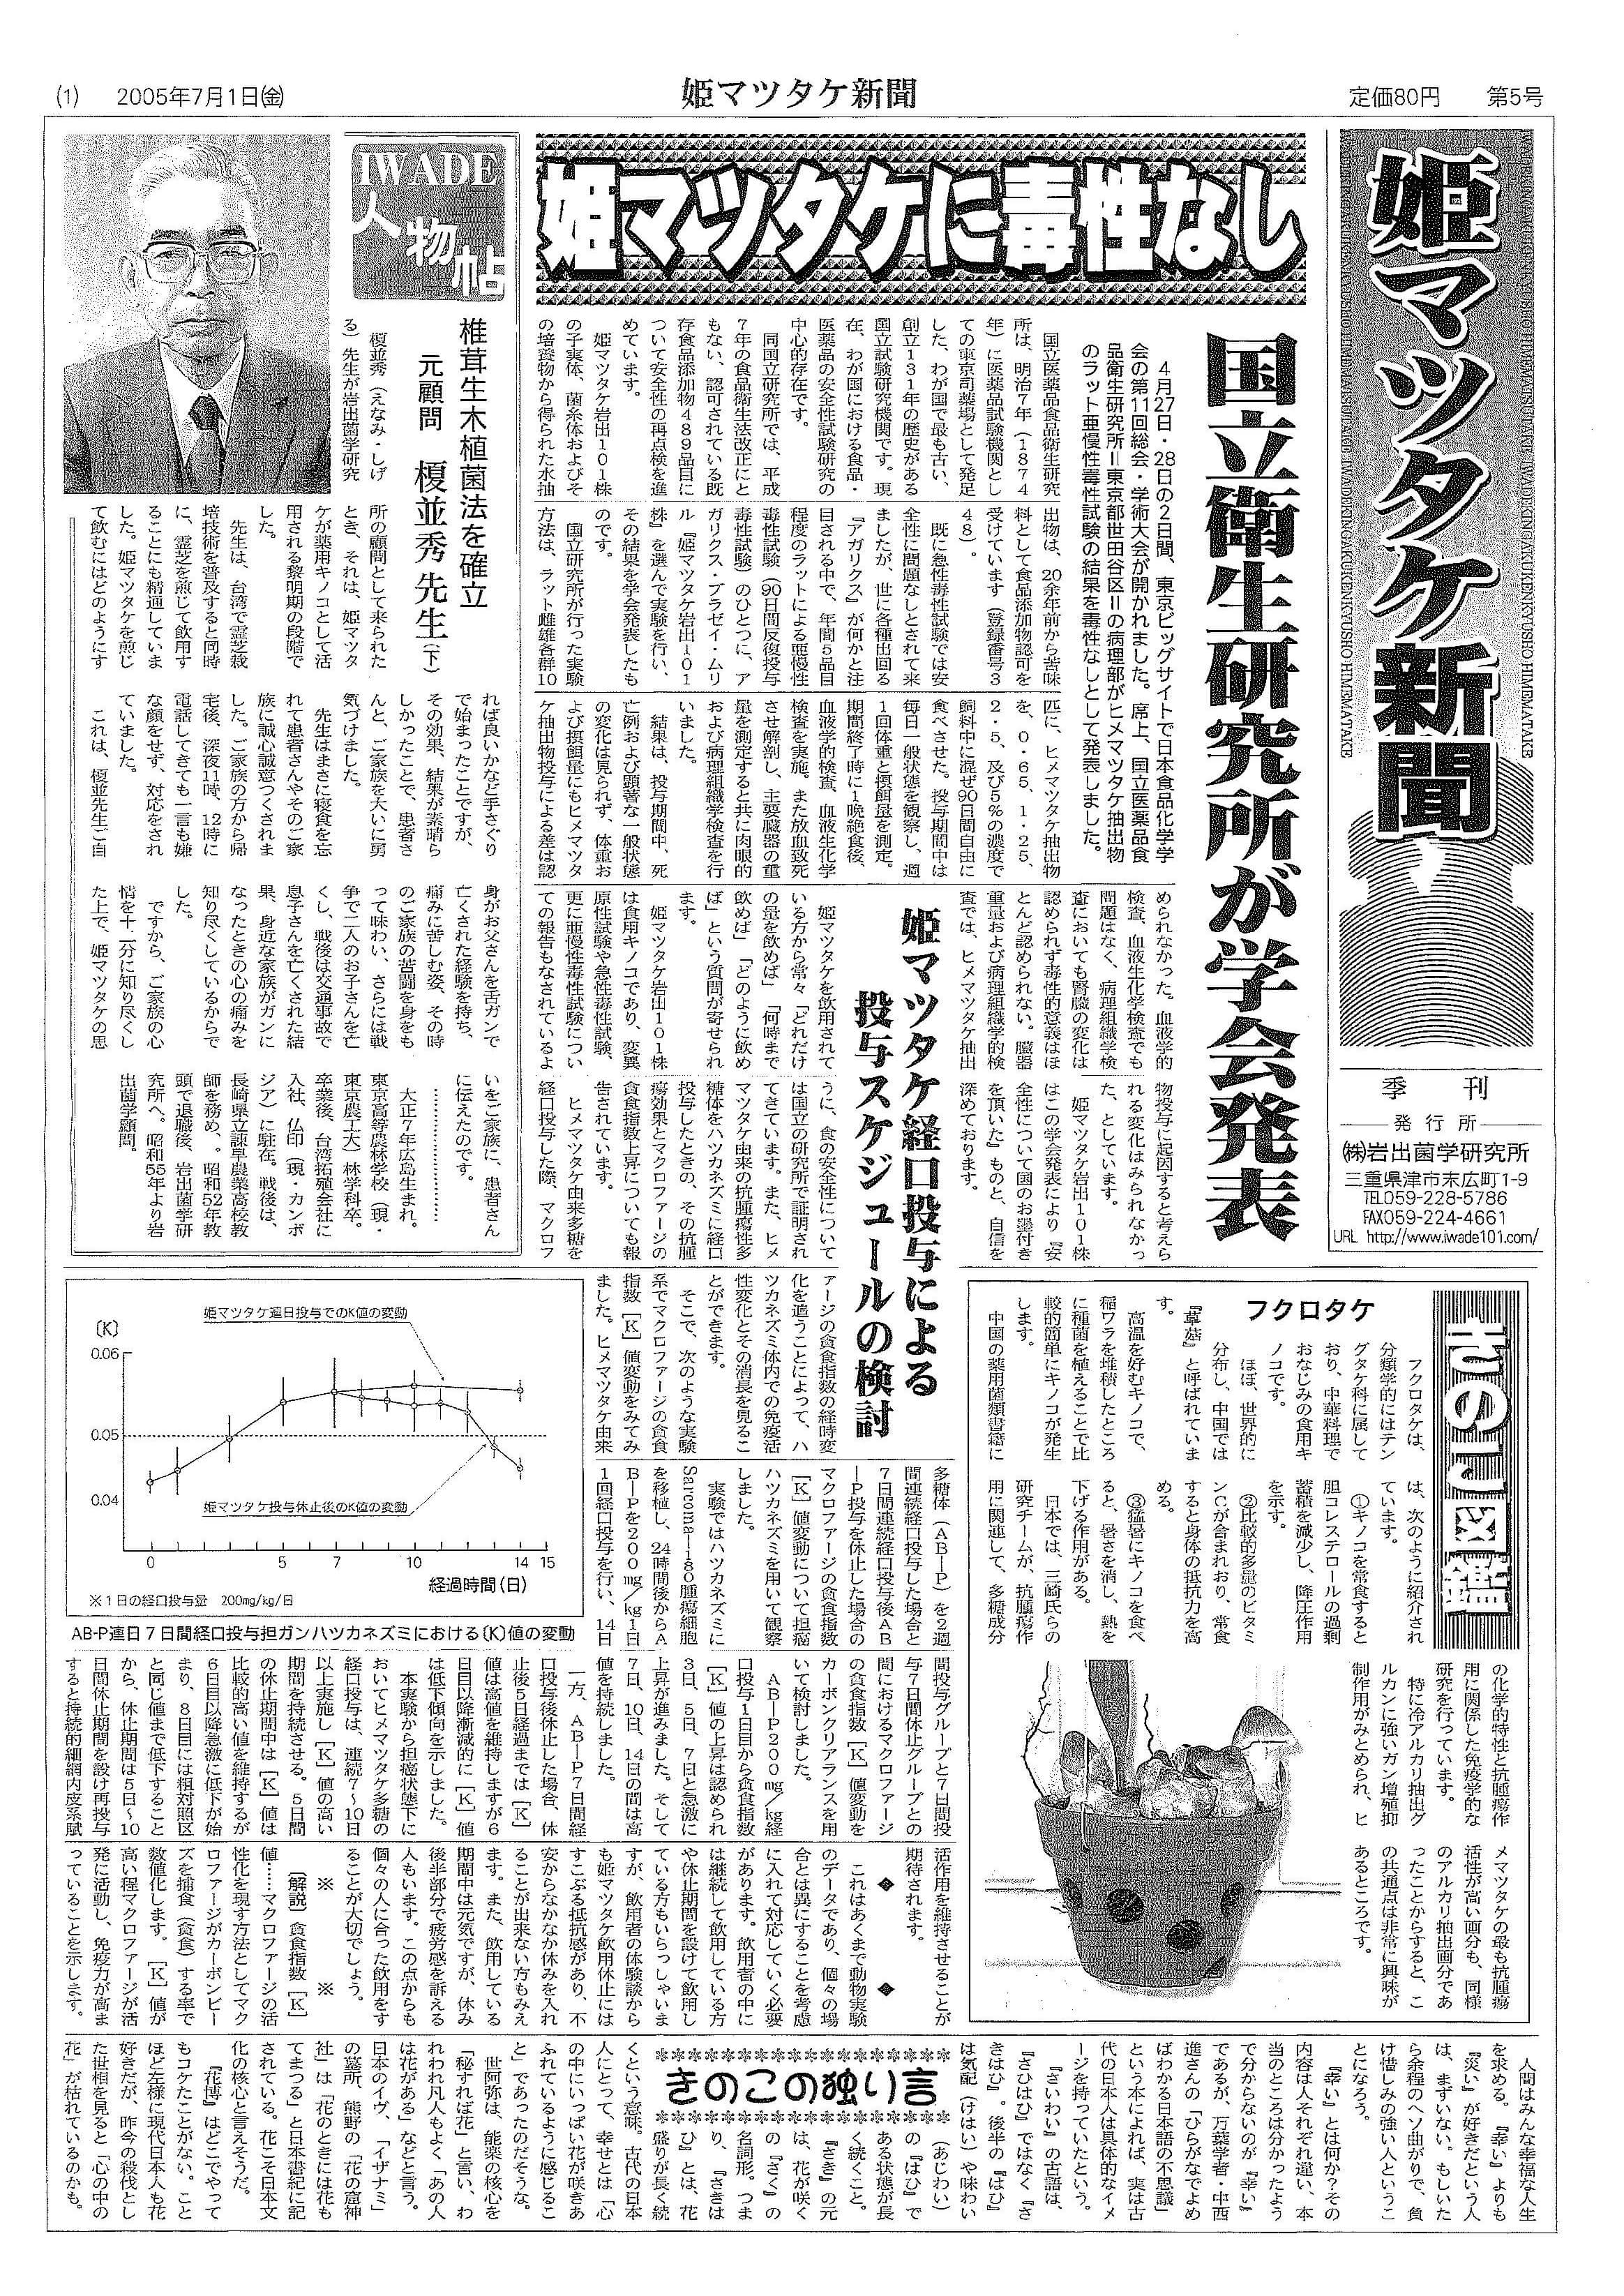 (1) 2005年7月1日㈮
姫マツタケ新聞
定価80円 第5号
姫マツタケ新聞
季刊
発行所
㈱岩出菌学研究所
三重県津市末広町1-9
TEL059-228-5786
FAX059-224-4661
URL http://www.iwade101.com/
姫マツタケに毒性なし
国立衛生研究所が学会発表
4月27日・28日の2日間、東京ビッグサイトで日本食品化学学
会の第11回総会・学術大会が開かれました。席上、国立医薬品食
品衛生研究所＝東京都世田谷区＝の病理部がヒメマツタケ抽出物
のラット亜慢性毒性試験の結果を毒性なしとして発表しました。
国立医薬品食品衛生研究
所は、明治7年（1874
年）に医薬品試験機関とし
ての東京司薬場として発足
した、わが国で最も古い、
創立131年の歴史がある
国立試験研究機関です。現
在、わが国における食品・
医薬品の安全性試験研究の
中心的存在です。
同国立研究所では、平成
7年の食品衛生法改正にと
もない、認可されている既
存食品添加物489品目に
ついて安全性の再点検を進
めています。
姫マツタケ岩出101株
の子実体、菌糸体およびそ
の培養物から得られた水抽
出物は、20余年前から苦味
料として食品添加物認可を
受けています（登録番号3
48）。
既に急性毒性試験では安
全性に問題なしとされて来
ましたが、世に各種出回る
『アガリクス』が何かと注
目される中で、年間5品目
程度のラットによる亜慢性
毒性試験（90日間反復投与
毒性試験）のひとつに、ア
ガリクス・ブラゼイ・ムリ
ル『姫マツタケ岩出101
株』を選んで実験を行い、
その結果を学会発表したも
のです。
国立研究所が行った実験
方法は、ラット雌雄各群10
匹に、ヒメマツタケ抽出物
を、0・65、1・25、
2・5、及び5％の濃度で
飼料中に混ぜ90日間自由に
食べさせた。投与期間中は
毎日一般状態を観察し、週
1回体重と摂餌量を測定。
期間終了時に1晩絶食後、
血液学的検査、血液生化学
検査を実施。また放血致死
させ解剖し、主要臓器の重
量を測定すると共に肉眼的
および病理組織学検査を行
いました。
結果は、投与期間中、死
亡例および顕著な一般状態
の変化は見られず、体重お
よび摂餌量にもヒメマツタ
ケ抽出物投与による差は認
められなかった。血液学的
検査、血液生化学検査でも
問題はなく、病理組織学検
査においても腎臓の変化は
認められず毒性的意義はほ
とんど認められない。臓器
重量および病理組織学的検
査では、ヒメマツタケ抽出
物投与に起因すると考えら
れる変化はみられなかっ
た、としています。
姫マツタケ岩出101株
はこの学会発表により『安
全性について国のお墨付き
を頂いた』ものと、自信を
深めております。
姫マツタケ経口投与による
投与スケジュールの検討
姫マツタケを飲用されて
いる方から常々「どれだけ
の量を飲めば」「何時まで
飲めば」「どのように飲め
ば」という質問が寄せられ
ます。
姫マツタケ岩出101株
は食用キノコであり、変異
原性試験や急性毒性試験、
更に亜慢性毒性試験につい
ての報告もなされているよ
うに、食の安全性について
は国立の研究所で証明され
てきています。また、ヒメ
マツタケ由来の抗腫瘍性多
糖体をハツカネズミに経口
投与したときの、その抗腫
瘍効果とマクロファージの
貪食指数上昇についても報
告されています。
ヒメマツタケ由来多糖を
経口投与した際、マクロフ
ァージの貪食指数の経時変
化を追うことによって、ハ
ツカネズミ体内での免疫活
性変化とその消長を見るこ
とができます。
そこで、次のような実験
系でマクロファージの貪食
指数［K］値変動をみてみ
ました。ヒメマツタケ由来
多糖体（AB−P）を2週
間連続経口投与した場合と
7日間連続経口投与後AB
−P投与を休止した場合の
マクロファージの貪食指数
［K］値変動について担癌
ハツカネズミを用いて観察
しました。
実験ではハツカネズミに
Sarcoma−180腫瘍細胞
を移植し、24時間後からA
B−Pを200mg／kg1日
1回経口投与を行い、14日
間投与グループと7日間投
与7日間休止グループとの
間におけるマクロファージ
の貪食指数［K］値変動を
カーボンクリアランスを用
いて検討しました。
AB−P200mg／kg経
口投与1日目から貪食指数
［K］値の上昇は認められ
3日、5日、7日と急激に
上昇が進みました。そして
7日、10日、14日の間は高
値を持続しました。
一方、AB−P7日間経
口投与後休止した場合、休
止後5日経過までは［K］
値は高値を維持しますが6
日目以降漸減的に［K］値
は低下傾向を示しました。
本実験から担癌状態下に
おいてヒメマツタケ多糖の
経口投与は、連続7〜10日
以上実施し［K］値の高い
期間を持続させる。5日間
の休止期間中は［K］値は
比較的高い値を維持するが
6日目以降急激に低下が始
まり、8日目には粗対照区
と同じ値まで低下すること
から、休止期間は5日〜10
日間休止期間を設け再投与
すると持続的細網内皮系賦
活作用を維持させることが
期待されます。
◆ ◆
これはあくまで動物実験
のデータであり、個々の場
合とは異にすることを考慮
に入れて対応していく必要
があります。飲用者の中に
は継続して飲用している方
や休止期間を設けて飲用し
ている方もいらっしゃいま
すが、飲用者の体験談から
も姫マツタケ飲用休止には
すこぶる抵抗感があり、不
安からなかなか休みを入れ
ることが出来ない方もみえ
ます。また、飲用している
期間中は元気ですが、休み
後半部分で疲労感を訴える
人もいます。この点からも
個々の人に合った飲用をす
ることが大切でしょう。
※ ※
〔解説〕貪食指数［K］
値……マクロファージの活
性化を現す方法としてマク
ロファージがカーボンビー
ズを捕食（貪食）する率で
数値化します。［K］値が
高い程マクロファージが活
発に活動し、免疫力が高ま
っていることを示します。
IWADE
人物帖
椎茸生木植菌法を確立
元顧問 榎並秀先生（下）
榎並秀（えなみ・しげ
る）先生が岩出菌学研究
所の顧問として来られた
とき、それは、姫マツタ
ケが薬用キノコとして活
用される黎明期の段階で
した。
先生は、台湾で霊芝栽
培技術を普及すると同時
に、霊芝を煎じて飲用す
ることにも精通していま
した。姫マツタケを煎じ
て飲むにはどのようにす
れば良いかなど手さぐり
で始まったことですが、
その効果、結果が素晴ら
しかったことで、患者さ
んと、ご家族を大いに勇
気づけました。
先生はまさに寝食を忘
れて患者さんやそのご家
族に誠心誠意つくされま
した。ご家族の方から帰
宅後、深夜11時、12時に
電話してきても一言も嫌
な顔をせず、対応をされ
ていました。
これは、榎並先生ご自
身がお父さんを舌ガンで
亡くされた経験を持ち、
痛みに苦しむ姿、その時
のご家族の苦闘を身をも
って味わい、さらには戦
争で二人のお子さんを亡
くし、戦後は交通事故で
息子さんを亡くされた結
果、身近な家族がガンに
なったときの心の痛みを
知り尽くしているからで
した。
ですから、ご家族の心
情を十二分に知り尽くし
た上で、姫マツタケの思
いをご家族に、患者さん
に伝えたのです。
………………………
大正7年広島生まれ。
東京高等農林学校（現・
東京農工大）林学科卒。
卒業後、台湾拓殖会社に
入社、仏印（現・カンボ
ジア）に駐在。戦後は、
長崎県立諫早農業高校教
師を務め、昭和52年教
頭で退職後、岩出菌学研
究所へ。昭和55年より岩
出菌学顧問。
姫マツタケ連日投与でのK値の変動
〔K〕
0.06
0.05
0.04
姫マツタケ投与休止後のK値の変動
0 5 7 10 14 15
経過時間（日）
※1日の経口投与量 200mg/kg/日
AB-P連日7日間経口投与担ガンハツカネズミにおける〔K〕値の変動
きのこ図鑑
フクロタケ
フクロタケは、
分類学的にはテン
グタケ科に属して
おり、中華料理で
おなじみの食用キ
ノコです。
ほぼ、世界的に
分布し、中国では
『草菇』と呼ばれていま
す。
高温を好むキノコで、
稲ワラを堆積したところ
に種菌を植えることで比
較的簡単にキノコが発生
します。
中国の薬用菌類書籍に
は、次のように紹介され
ています。
①キノコを常食すると
胆コレステロールの過剰
蓄積を減少し、降圧作用
を示す。
②比較的多量のビタミ
ンCが含まれおり、常食
すると身体の抵抗力を高
める。
③猛暑にキノコを食べ
ると、暑さを消し、熱を
下げる作用がある。
日本では、三崎氏らの
研究チームが、抗腫瘍作
用に関連して、多糖成分
の化学的特性と抗腫瘍作
用に関係した免疫学的な
研究を行っています。
特に冷アルカリ抽出グ
ルカンに強いガン増殖抑
制作用がみとめられ、ヒ
メマツタケの最も抗腫瘍
活性が高い画分も、同様
のアルカリ抽出画分であ
ったことからすると、こ
の共通点は非常に興味が
あるところです。
きのこの独り言
人間はみんな幸福な人生
を求める。『幸い』よりも
『災い』が好きだという人
は、まずいない。もしいた
ら余程のヘソ曲がりで、負
け惜しみの強い人というこ
とになろう。
『幸い』とは何か？その
内容は人それぞれ違い、本
当のところは分かったよう
で分からないのが『幸い』
であるが、万葉学者・中西
進さんの「ひらがなでよめ
ばわかる日本語の不思議」
という本によれば、実は古
代の日本人は具体的なイメ
ージを持っていたという。
『さいわい』の古語は、
『さひはひ』ではなく『さ
きはひ』。後半の『はひ』
は気配（けはい）や味わい
（あじわい）
の『はひ』で
ある状態が長
く続くこと。
『さき』の元
は、花が咲く
の『さく』の
名詞形。つま
り、『さきは
ひ』とは、花
盛りが長く続
くという意味。古代の日本
人にとって、幸せとは「心
の中にいっぱい花が咲きあ
ふれているように感じるこ
と」であったのだそうな。
世阿弥は、能楽の核心を
「秘すれば花」と言い、わ
れわれ凡人もよく「あの人
は花がある」などと言う。
日本のイヴ、「イザナミ」
の墓所、熊野の「花の窟神
社」は「花のときには花も
てまつる」と日本書紀に記
されている。花こそ日本文
化の核心と言えそうだ。
『花博』はどこでやって
もコケたことがない。こと
ほど左様に現代日本人も花
好きだが、昨今の殺伐とし
た世相を見ると「心の中の
花」が枯れているのかも。